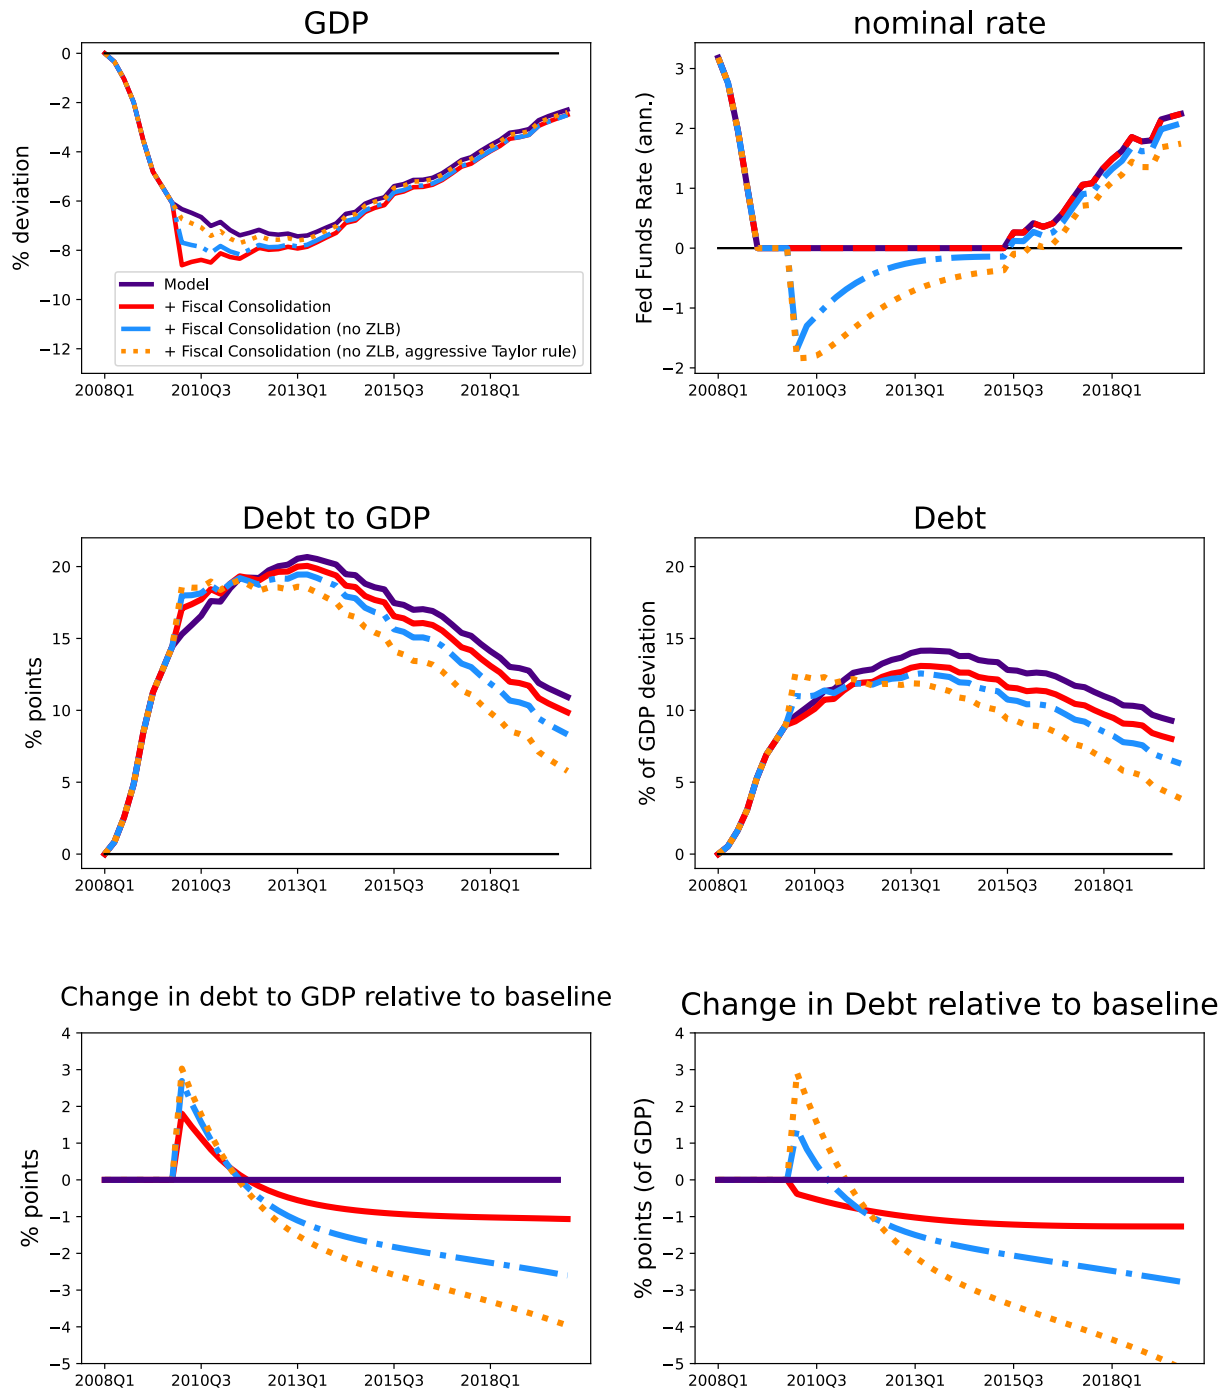 GDP
% deviation
0
−2
−4
−6
−8
−10
−12
Model
+ Fiscal Consolidation
+ Fiscal Consolidation (no ZLB)
+ Fiscal Consolidation (no ZLB, aggressive Taylor rule)
2008Q1 2010Q3 2013Q1 2015Q3 2018Q1
nominal rate
Fed Funds Rate (ann.)
3
2
1
0
−1
−2
2008Q1 2010Q3 2013Q1 2015Q3 2018Q1
Debt to GDP
% points
20
15
10
5
0
2008Q1 2010Q3 2013Q1 2015Q3 2018Q1
Debt
% of GDP deviation
20
15
10
5
0
2008Q1 2010Q3 2013Q1 2015Q3 2018Q1
Change in debt to GDP relative to baseline
% points
4
3
2
1
0
−1
−2
−3
−4
−5
2008Q1 2010Q3 2013Q1 2015Q3 2018Q1
Change in Debt relative to baseline
% points (of GDP)
4
3
2
1
0
−1
−2
−3
−4
−5
2008Q1 2010Q3 2013Q1 2015Q3 2018Q1